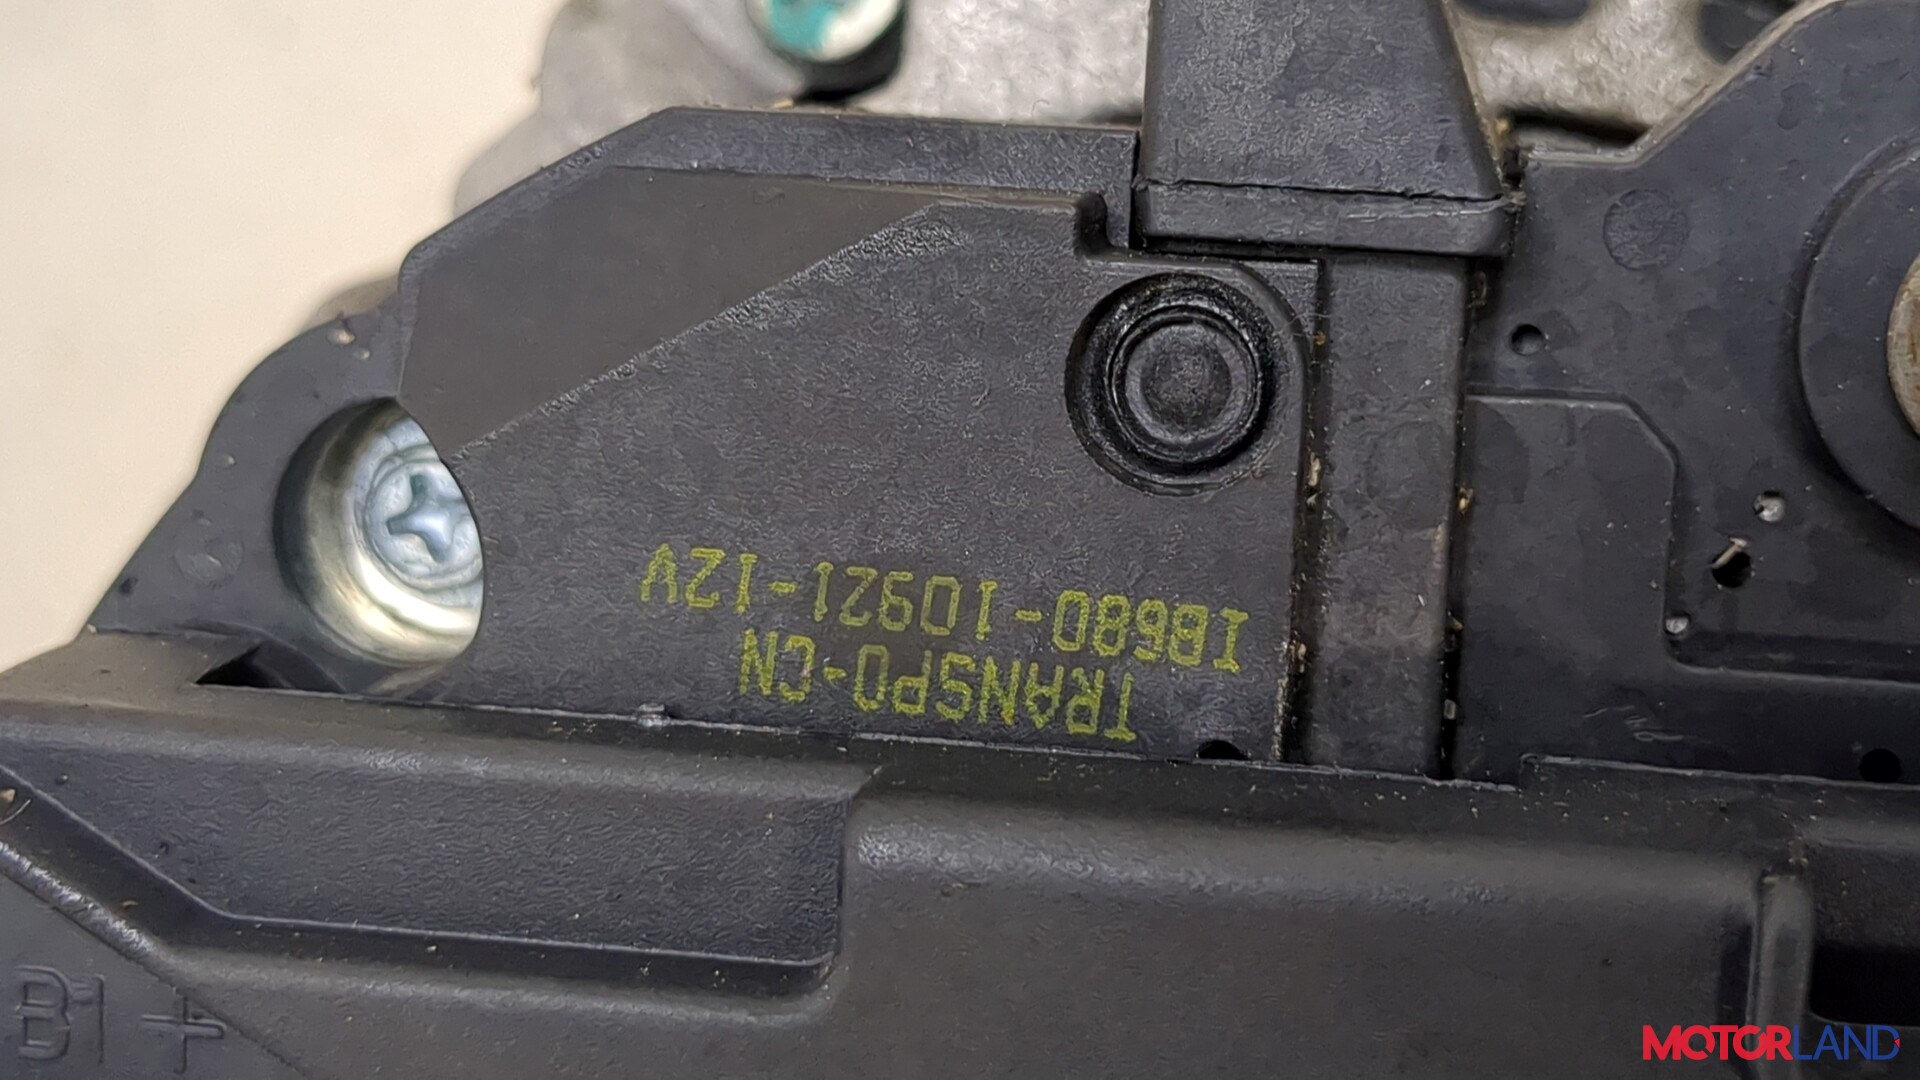 TRANSPO-CN
IB680-10921-12V
B1 +
MOTORLAND